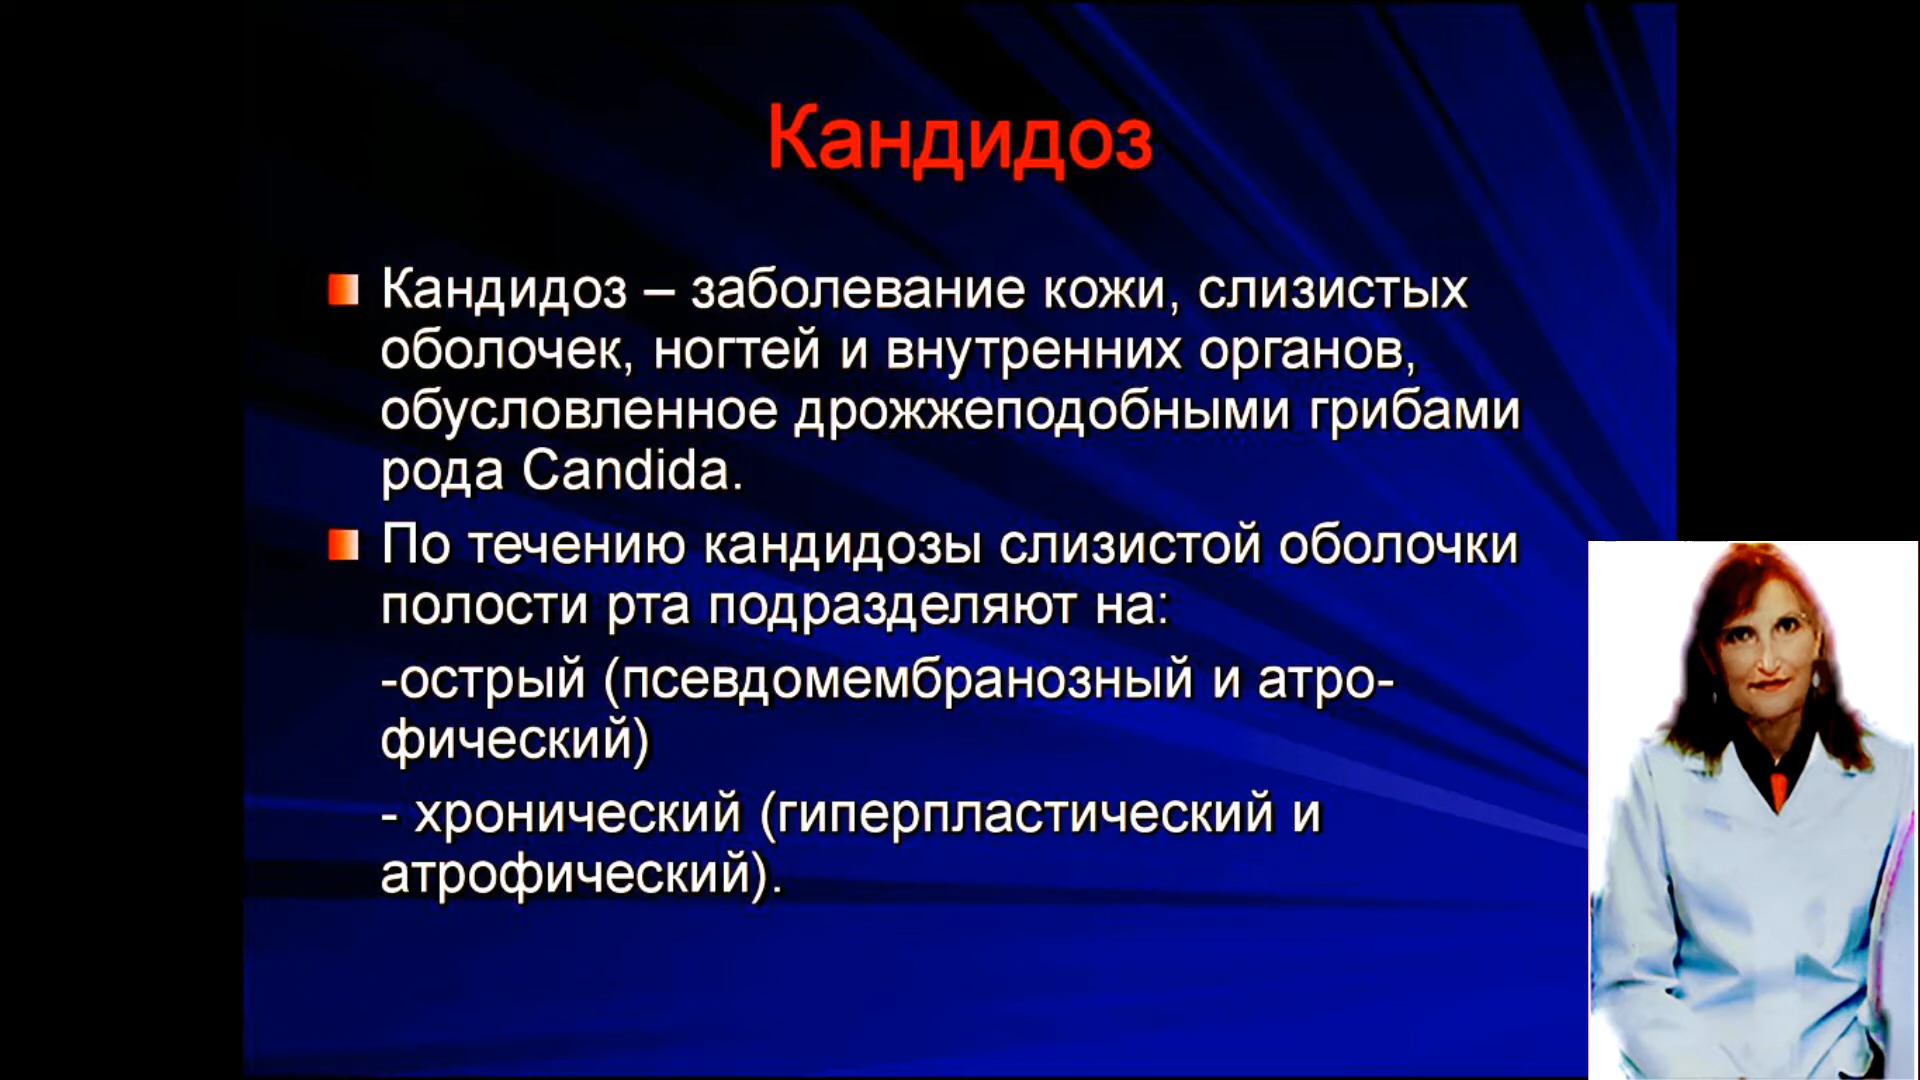 Кандидоз
Кандидоз – заболевание кожи, слизистых
оболочек, ногтей и внутренних органов,
обусловленное дрожжеподобными грибами
рода Candida.
По течению кандидозы слизистой оболочки
полости рта подразделяют на:
-острый (псевдомембранозный и атро-
фический)
- хронический (гиперпластический и
атрофический).